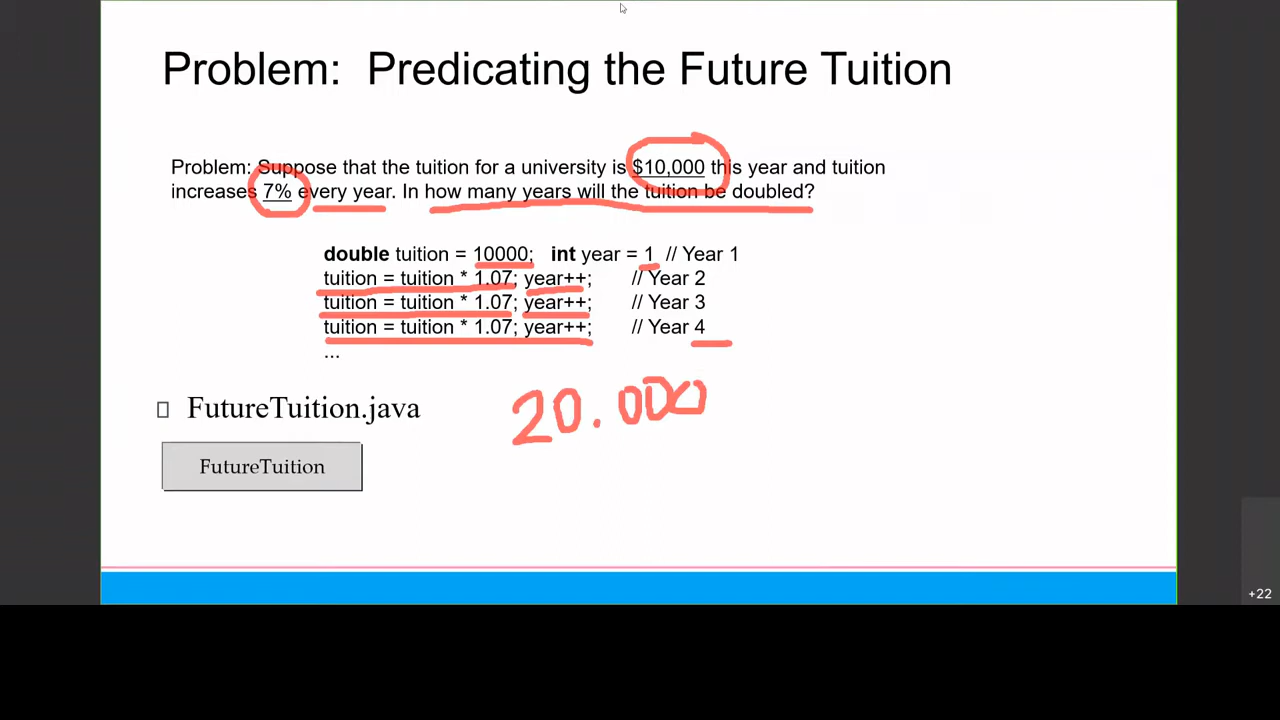 Problem: Predicating the Future Tuition
Problem: Suppose that the tuition for a university is $10,000 this year and tuition
increases 7% every year. In how many years will the tuition be doubled?
double tuition = 10000; int year = 1 // Year 1
tuition = tuition * 1.07; year++; // Year 2
tuition = tuition * 1.07; year++; // Year 3
tuition = tuition * 1.07; year++; // Year 4
...
FutureTuition.java
20.000
FutureTuition
+22